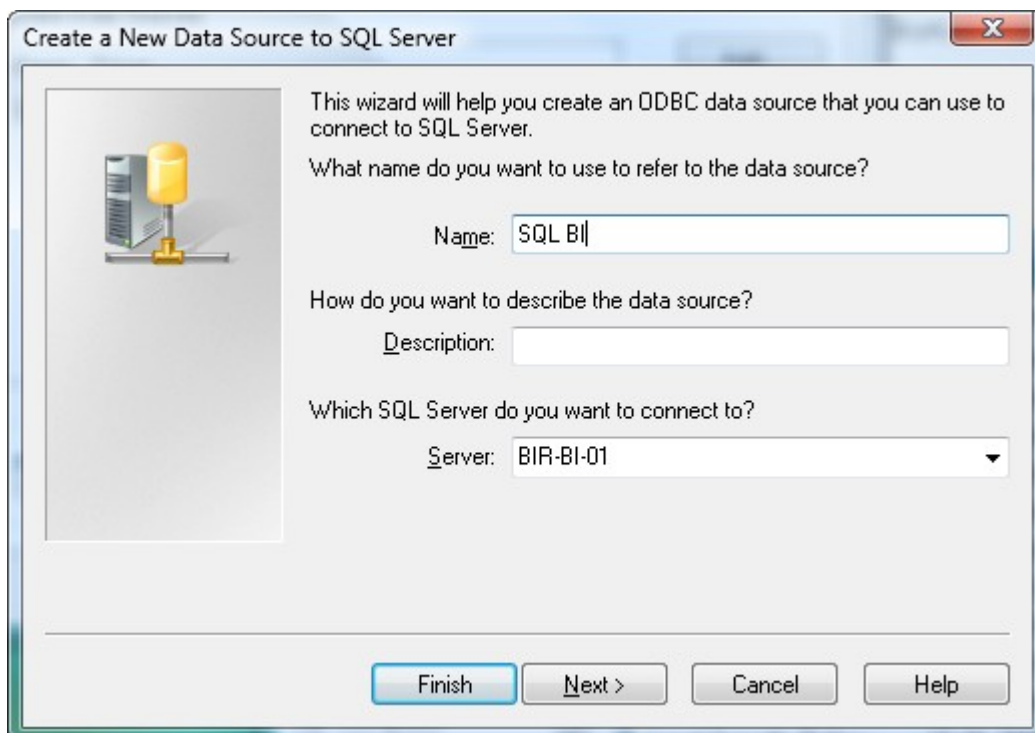 Create a New Data Source to SQL Server
This wizard will help you create an ODBC data source that you can use to
connect to SQL Server.
What name do you want to use to refer to the data source?
Name: SQL BI
How do you want to describe the data source?
Description:
Which SQL Server do you want to connect to?
Server: BIR-BI-01
Finish Next > Cancel Help